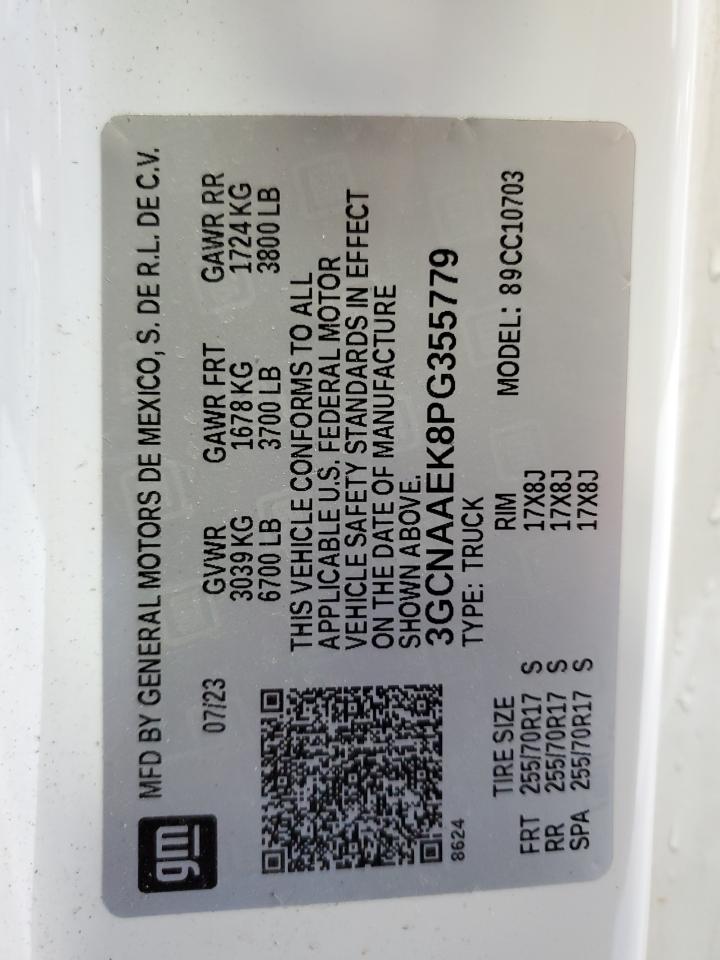 gm
MFD BY GENERAL MOTORS DE MEXICO, S. DE R.L. DE C.V.
07/23
GVWR GAWR FRT GAWR RR
3039 KG 1678 KG 1724 KG
6700 LB 3700 LB 3800 LB
THIS VEHICLE CONFORMS TO ALL
APPLICABLE U.S. FEDERAL MOTOR
VEHICLE SAFETY STANDARDS IN EFFECT
ON THE DATE OF MANUFACTURE
SHOWN ABOVE.
3GCNAAEK8PG355779
8624
TYPE: TRUCK
MODEL: 89CC10703
TIRE SIZE RIM
FRT 255/70R17 S 17X8J
RR 255/70R17 S 17X8J
SPA 255/70R17 S 17X8J